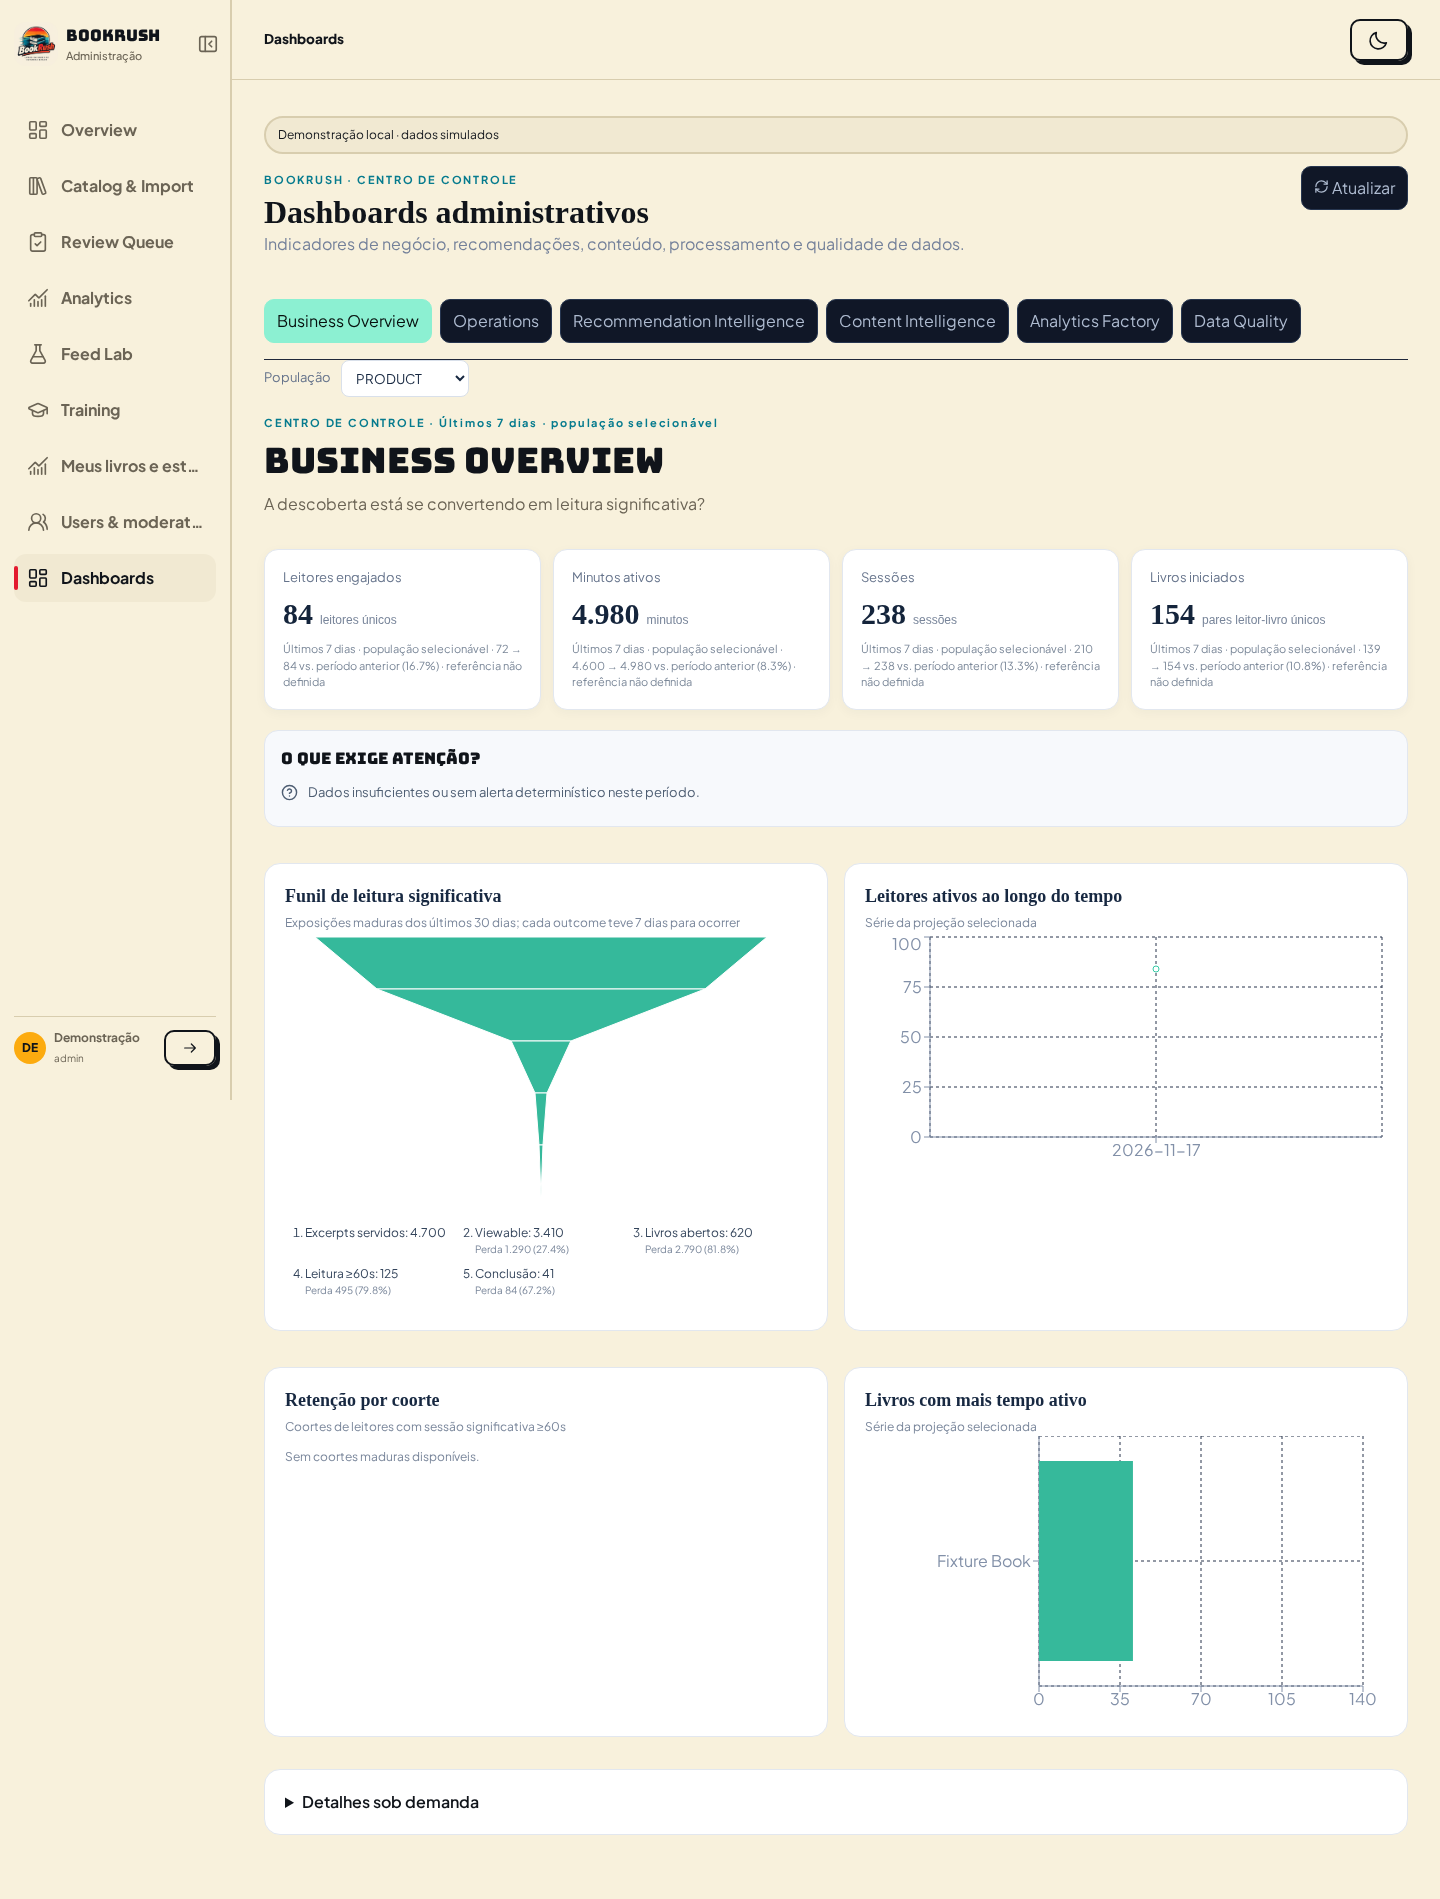 BOOKRUSH
Administração
Overview
Catalog & Import
Review Queue
Analytics
Feed Lab
Training
Meus livros e est…
Users & moderat…
Dashboards
DE
Demonstração
admin
Dashboards
Demonstração local · dados simulados
BOOKRUSH · CENTRO DE CONTROLE
Dashboards administrativos
Indicadores de negócio, recomendações, conteúdo, processamento e qualidade de dados.
Atualizar
Business Overview
Operations
Recommendation Intelligence
Content Intelligence
Analytics Factory
Data Quality
População
PRODUCT
CENTRO DE CONTROLE · Últimos 7 dias · população selecionável
BUSINESS OVERVIEW
A descoberta está se convertendo em leitura significativa?
Leitores engajados
84 leitores únicos
Últimos 7 dias · população selecionável · 72 →
84 vs. período anterior (16.7%) · referência não
definida
Minutos ativos
4.980 minutos
Últimos 7 dias · população selecionável ·
4.600 → 4.980 vs. período anterior (8.3%) ·
referência não definida
Sessões
238 sessões
Últimos 7 dias · população selecionável · 210
→ 238 vs. período anterior (13.3%) · referência
não definida
Livros iniciados
154 pares leitor-livro únicos
Últimos 7 dias · população selecionável · 139
→ 154 vs. período anterior (10.8%) · referência
não definida
O QUE EXIGE ATENÇÃO?
Dados insuficientes ou sem alerta determinístico neste período.
Funil de leitura significativa
Exposições maduras dos últimos 30 dias; cada outcome teve 7 dias para ocorrer
1. Excerpts servidos: 4.700
2. Viewable: 3.410
Perda 1.290 (27.4%)
3. Livros abertos: 620
Perda 2.790 (81.8%)
4. Leitura ≥60s: 125
Perda 495 (79.8%)
5. Conclusão: 41
Perda 84 (67.2%)
Leitores ativos ao longo do tempo
Série da projeção selecionada
100
75
50
25
0
2026-11-17
Retenção por coorte
Coortes de leitores com sessão significativa ≥60s
Sem coortes maduras disponíveis.
Livros com mais tempo ativo
Série da projeção selecionada
Fixture Book
0
35
70
105
140
Detalhes sob demanda